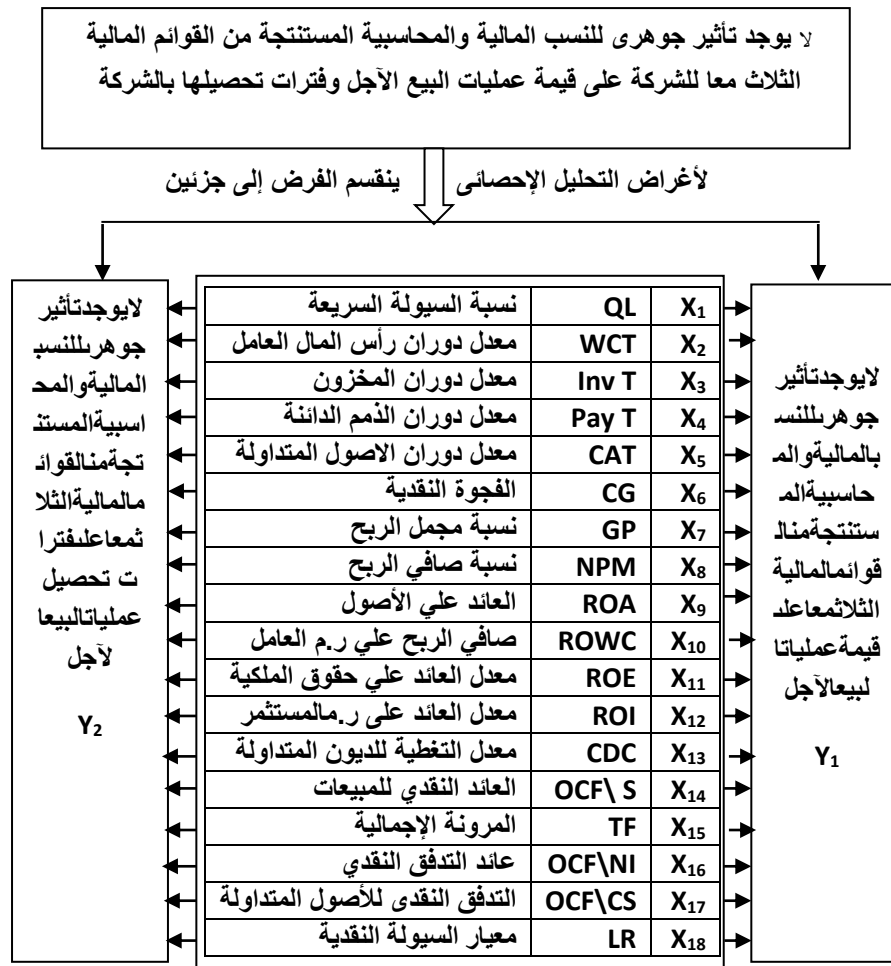 لا يوجد تأثير جوهرى للنسب المالية والمحاسبية المستنتجة من القوائم المالية
الثلاث معا للشركة على قيمة عمليات البيع الآجل وفترات تحصيلها بالشركة
لأغراض التحليل الإحصائى ينقسم الفرض إلى جزئين
لايوجدتأثير
جوهرىللنس
بالماليةوالم
حاسبيةالم
ستنتجةمنال
قوائمالمالية
الثلاثمعاعلى
قيمةعملياتا
لبيعالآجل
Y1
X1 QL نسبة السيولة السريعة
X2 WCT معدل دوران رأس المال العامل
X3 Inv T معدل دوران المخزون
X4 Pay T معدل دوران الذمم الدائنة
X5 CAT معدل دوران الاصول المتداولة
X6 CG الفجوة النقدية
X7 GP نسبة مجمل الربح
X8 NPM نسبة صافي الربح
X9 ROA العائد علي الأصول
X10 ROWC صافي الربح علي ر.م العامل
X11 ROE معدل العائد علي حقوق الملكية
X12 ROI معدل العائد على ر.مالمستثمر
X13 CDC معدل التغطية للديون المتداولة
X14 OCF\ S العائد النقدي للمبيعات
X15 TF المرونة الإجمالية
X16 OCF\NI عائد التدفق النقدي
X17 OCF\CS التدفق النقدى للأصول المتداولة
X18 LR معيار السيولة النقدية
لايوجدتأثير
جوهرىللنسب
الماليةوالمح
اسبيةالمستن
تجةمنالقوائ
مالماليةالثلا
ثمعاعلىفترا
ت تحصيل
عملياتالبيعا
لآجل
Y2